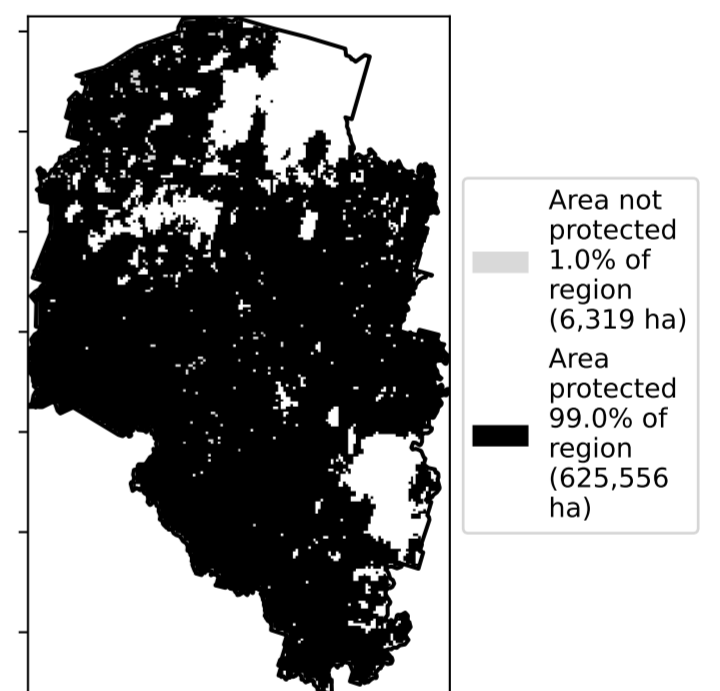 Area not
protected
1.0% of
region
(6,319 ha)
Area
protected
99.0% of
region
(625,556
ha)